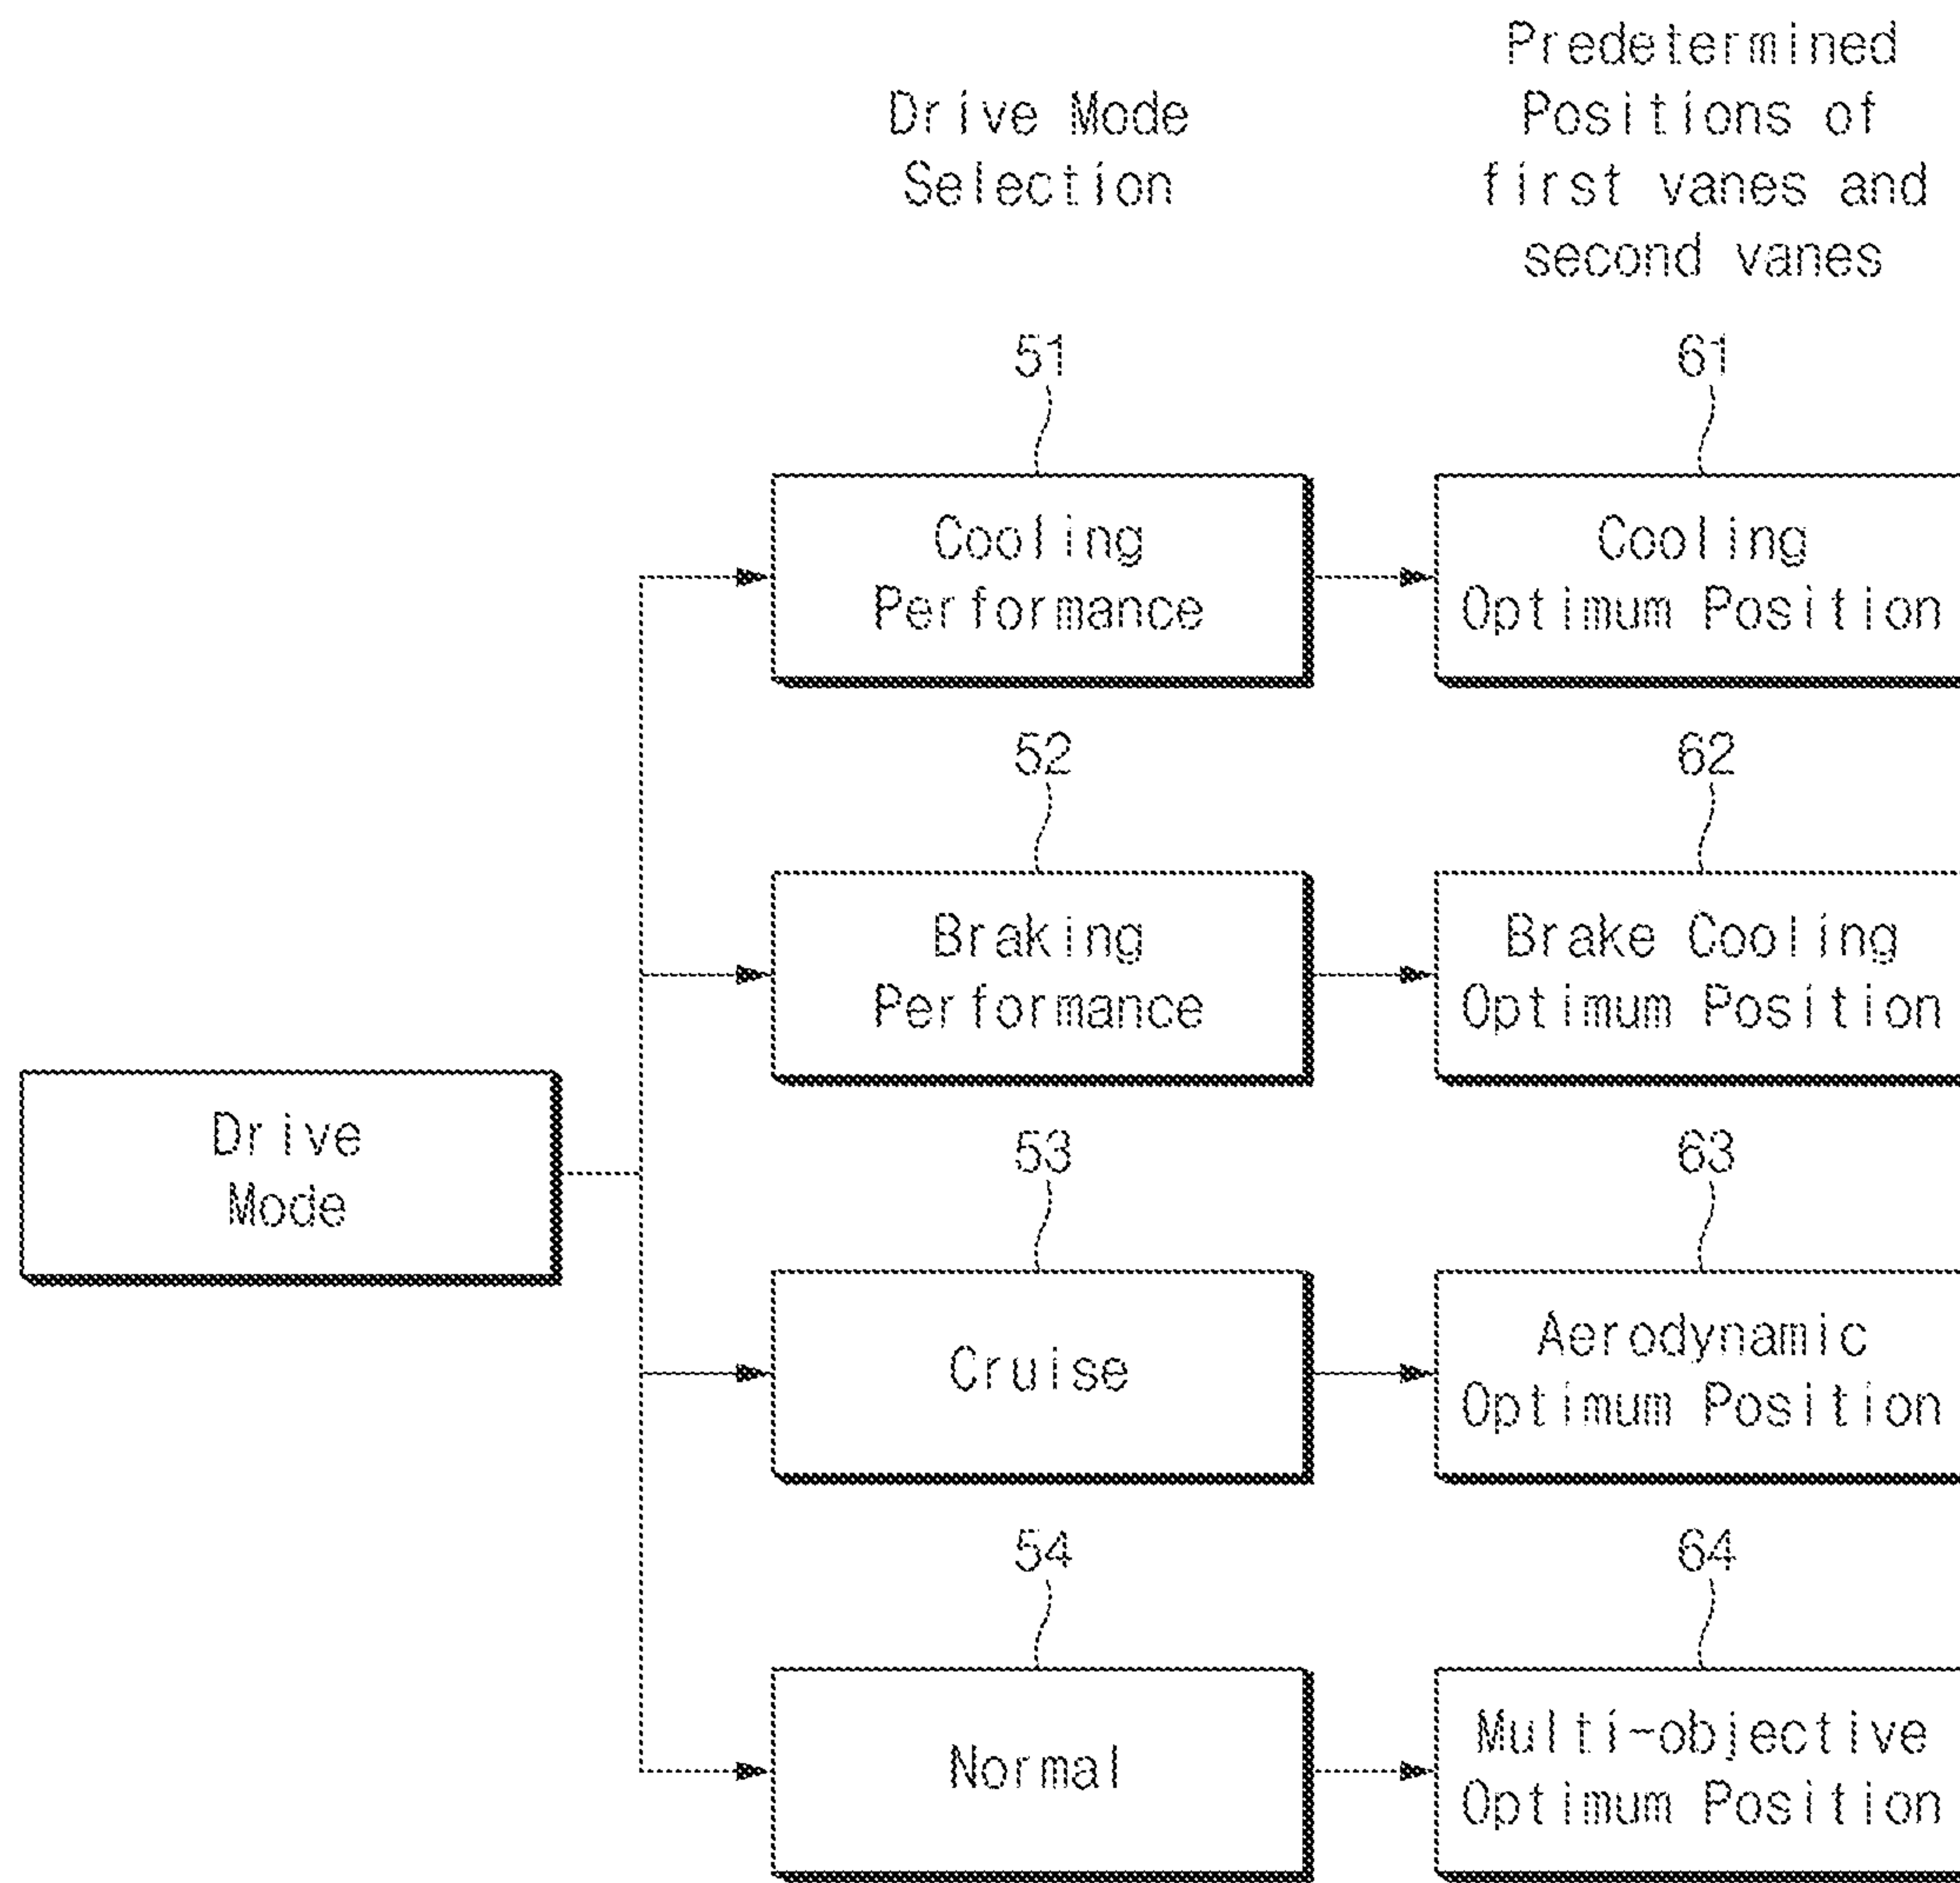 Drive Mode
Selection
Predetermined
Positions of
first vanes and
second vanes
51
Cooling
Performance
61
Cooling
Optimum Position
52
Braking
Performance
62
Brake Cooling
Optimum Position
Drive
Mode
53
Cruise
63
Aerodynamic
Optimum Position
54
Normal
64
Multi-objective
Optimum Position